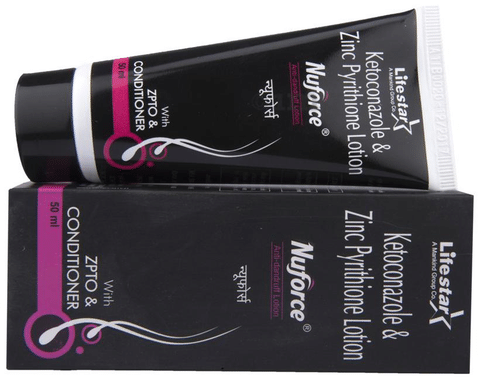 Lifestar
A Mankind Group Co.
Ketoconazole &
Zinc Pyrithione Lotion
Nuforce®
Anti-dandruff Lotion
न्यूफोर्स
With
ZPTO &
CONDITIONER
50 ml
Lifestar
A Mankind Group Co.
Ketoconazole &
Zinc Pyrithione Lotion
Nuforce®
Anti-dandruff Lotion
न्यूफोर्स
With
ZPTO &
CONDITIONER
50 ml